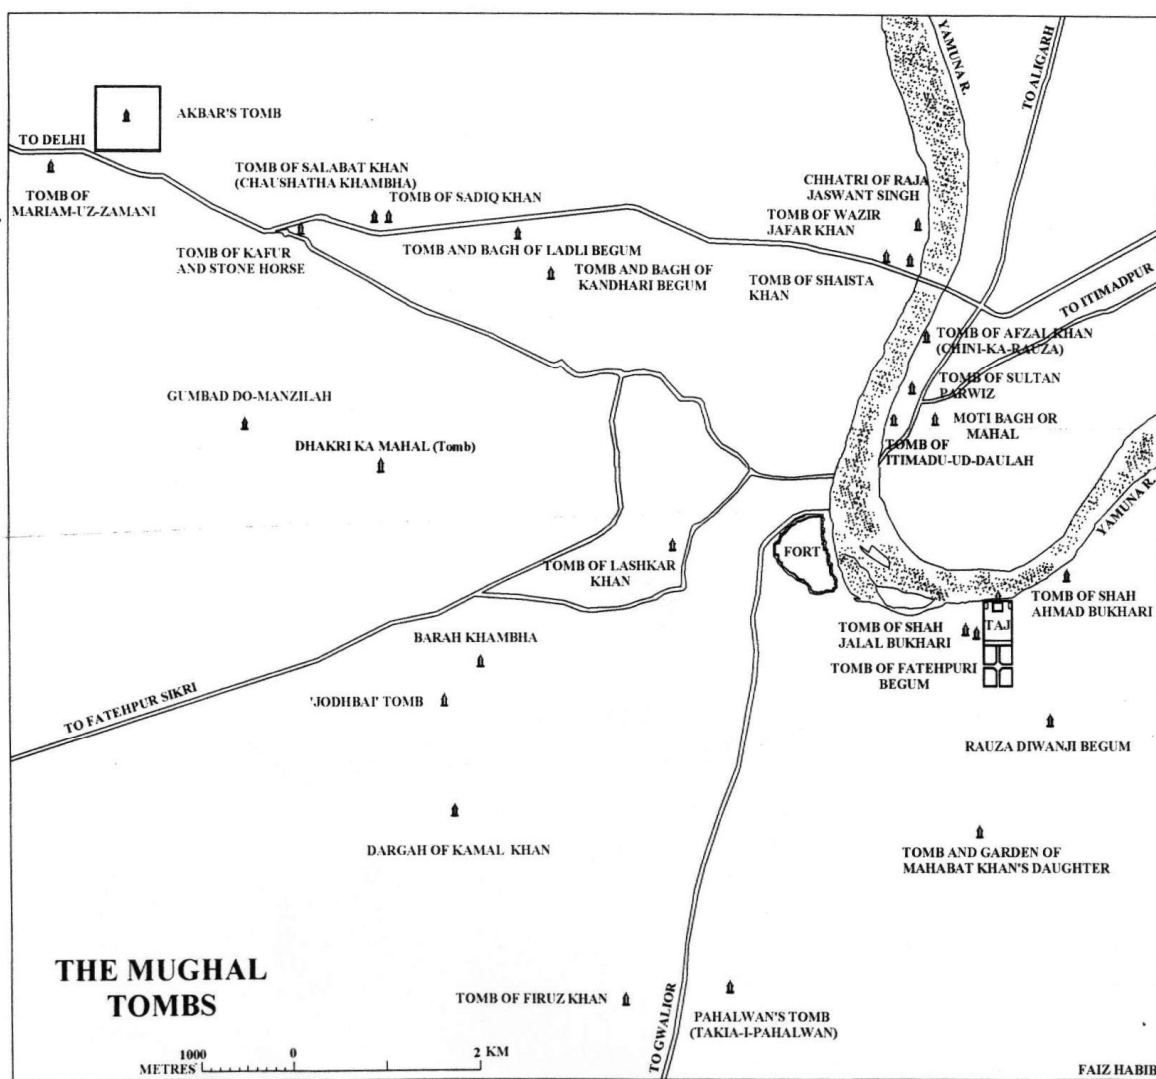 YAMUNA R.
TO ALIGARH
AKBAR'S TOMB
TO DELHI
TOMB OF
MARIAM-UZ-ZAMANI
TOMB OF SALABAT KHAN
(CHAUSHATHA KHAMBHA)
TOMB OF SADIQ KHAN
CHHATRI OF RAJA
JASWANT SINGH
TOMB OF WAZIR
JAFAR KHAN
TOMB OF KAFUR
AND STONE HORSE
TOMB AND BAGH OF LADLI BEGUM
TOMB AND BAGH OF
KANDHARI BEGUM
TOMB OF SHAISTA
KHAN
TO ITIMADPUR
TOMB OF AFZAL KHAN
(CHINI-KA-RAUZA)
TOMB OF SULTAN
PARWIZ
GUMBAD DO-MANZILAH
MOTI BAGH OR
MAHAL
DHAKRI KA MAHAL (Tomb)
TOMB OF
ITIMADU-UD-DAULAH
YAMUNA R.
FORT
TOMB OF LASHKAR
KHAN
TOMB OF SHAH
AHMAD BUKHARI
TAJ
TOMB OF SHAH
JALAL BUKHARI
BARAH KHAMBHA
TOMB OF FATEHPURI
BEGUM
TO FATEHPUR SIKRI
'JODHBAI' TOMB
RAUZA DIWANJI BEGUM
DARGAH OF KAMAL KHAN
TOMB AND GARDEN OF
MAHABAT KHAN'S DAUGHTER
THE MUGHAL
TOMBS
TOMB OF FIRUZ KHAN
TO GWALIOR
PAHALWAN'S TOMB
(TAKIA-I-PAHALWAN)
1000 0 2 KM
METRES
FAIZ HABIB